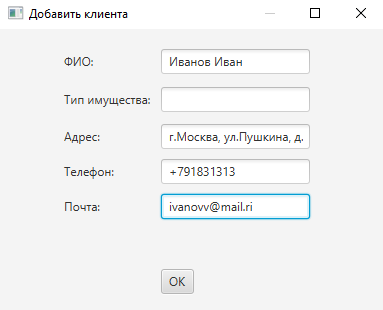 Добавить клиента
ФИО: Иванов Иван
Тип имущества:
Адрес: г.Москва, ул.Пушкина, д.
Телефон: +791831313
Почта: ivanovv@mail.ri
OK